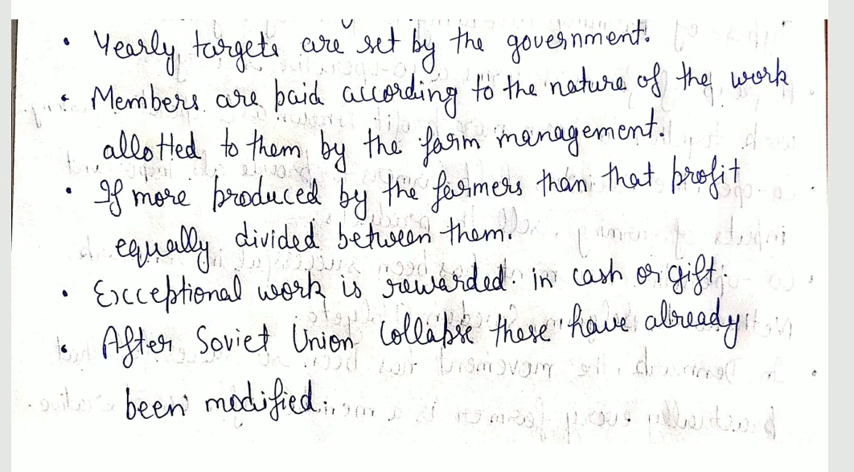 • Yearly targets are set by the government.
• Members are paid according to the nature of the work
allotted to them by the farm management.
• If more produced by the farmers than that profit
equally divided between them.
• Excceptional work is rewarded. in cash or gift.
• After Soviet Union Collapse these have already
been modified.